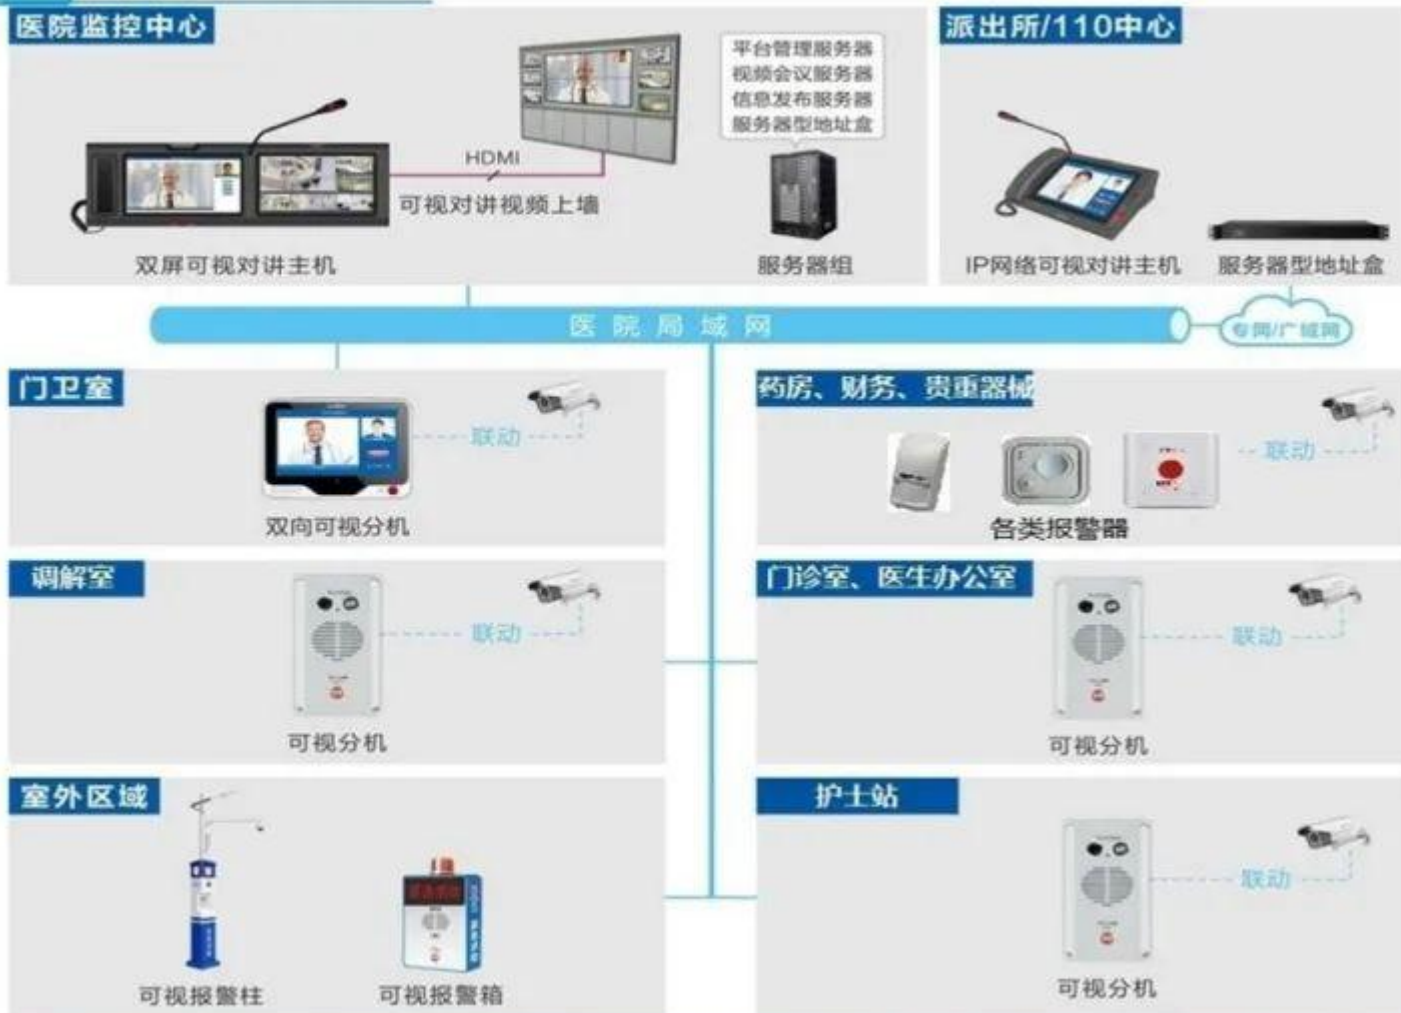 医院监控中心
派出所/110中心
平台管理服务器
视频会议服务器
信息发布服务器
服务器型地址盒
HDMI
可视对讲视频上墙
双屏可视对讲主机
服务器组
IP网络可视对讲主机
服务器型地址盒
医院局域网
专网/广域网
门卫室
联动
双向可视分机
药房、财务、贵重器械
联动
各类报警器
调解室
联动
可视分机
门诊室、医生办公室
联动
可视分机
室外区域
可视报警柱
可视报警箱
护士站
联动
可视分机